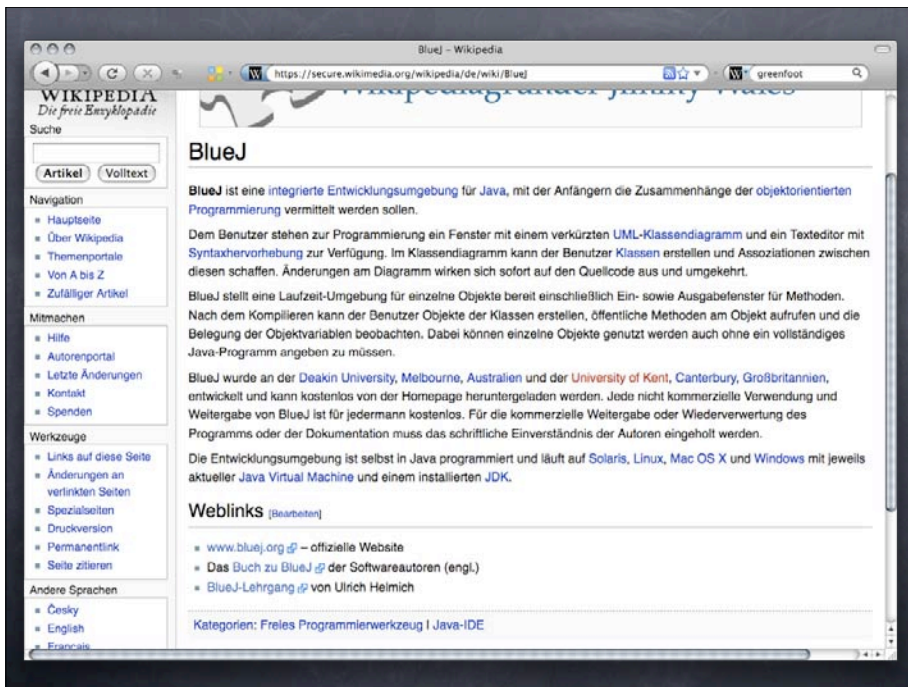 BlueJ – Wikipedia
https://secure.wikimedia.org/wikipedia/de/wiki/BlueJ
greenfoot
WIKIPEDIA
Die freie Enzyklopädie
Suche
Artikel
Volltext
Navigation
Hauptseite
Über Wikipedia
Themenportale
Von A bis Z
Zufälliger Artikel
Mitmachen
Hilfe
Autorenportal
Letzte Änderungen
Kontakt
Spenden
Werkzeuge
Links auf diese Seite
Änderungen an
verlinkten Seiten
Spezialseiten
Druckversion
Permanentlink
Seite zitieren
Andere Sprachen
Česky
English
Français
Wikipediagründer Jimmy Wales
BlueJ
BlueJ ist eine integrierte Entwicklungsumgebung für Java, mit der Anfängern die Zusammenhänge der objektorientierten
Programmierung vermittelt werden sollen.
Dem Benutzer stehen zur Programmierung ein Fenster mit einem verkürzten UML-Klassendiagramm und ein Texteditor mit
Syntaxhervorhebung zur Verfügung. Im Klassendiagramm kann der Benutzer Klassen erstellen und Assoziationen zwischen
diesen schaffen. Änderungen am Diagramm wirken sich sofort auf den Quellcode aus und umgekehrt.
BlueJ stellt eine Laufzeit-Umgebung für einzelne Objekte bereit einschließlich Ein- sowie Ausgabefenster für Methoden.
Nach dem Kompilieren kann der Benutzer Objekte der Klassen erstellen, öffentliche Methoden am Objekt aufrufen und die
Belegung der Objektvariablen beobachten. Dabei können einzelne Objekte genutzt werden auch ohne ein vollständiges
Java-Programm angeben zu müssen.
BlueJ wurde an der Deakin University, Melbourne, Australien und der University of Kent, Canterbury, Großbritannien,
entwickelt und kann kostenlos von der Homepage heruntergeladen werden. Jede nicht kommerzielle Verwendung und
Weitergabe von BlueJ ist für jedermann kostenlos. Für die kommerzielle Weitergabe oder Wiederverwertung des
Programms oder der Dokumentation muss das schriftliche Einverständnis der Autoren eingeholt werden.
Die Entwicklungsumgebung ist selbst in Java programmiert und läuft auf Solaris, Linux, Mac OS X und Windows mit jeweils
aktueller Java Virtual Machine und einem installierten JDK.
Weblinks [Bearbeiten]
www.bluej.org – offizielle Website
Das Buch zu BlueJ der Softwareautoren (engl.)
BlueJ-Lehrgang von Ulrich Helmich
Kategorien: Freies Programmierwerkzeug | Java-IDE